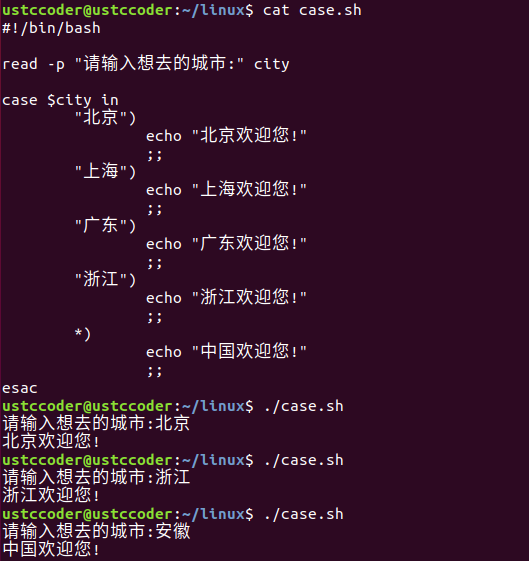 ustccoder@ustccoder:~/linux$ cat case.sh
#!/bin/bash
read -p "请输入想去的城市:" city
case $city in
"北京")
echo "北京欢迎您!"
;;
"上海")
echo "上海欢迎您!"
;;
"广东")
echo "广东欢迎您!"
;;
"浙江")
echo "浙江欢迎您!"
;;
*)
echo "中国欢迎您!"
;;
esac
ustccoder@ustccoder:~/linux$ ./case.sh
请输入想去的城市:北京
北京欢迎您!
ustccoder@ustccoder:~/linux$ ./case.sh
请输入想去的城市:浙江
浙江欢迎您!
ustccoder@ustccoder:~/linux$ ./case.sh
请输入想去的城市:安徽
中国欢迎您!